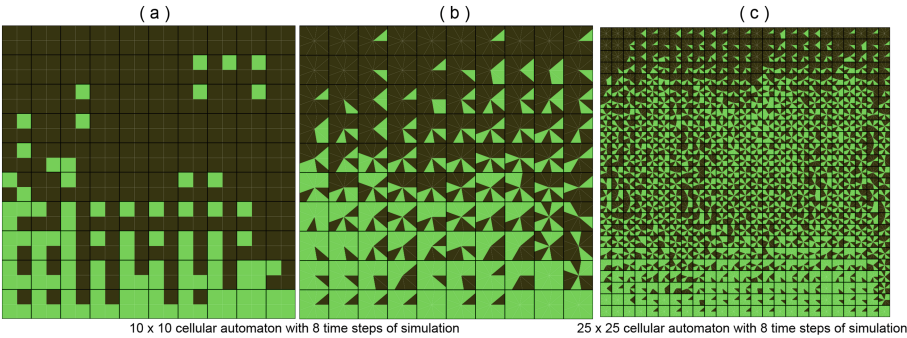 ( a ) ( b ) ( c )
10 x 10 cellular automaton with 8 time steps of simulation 25 x 25 cellular automaton with 8 time steps of simulation